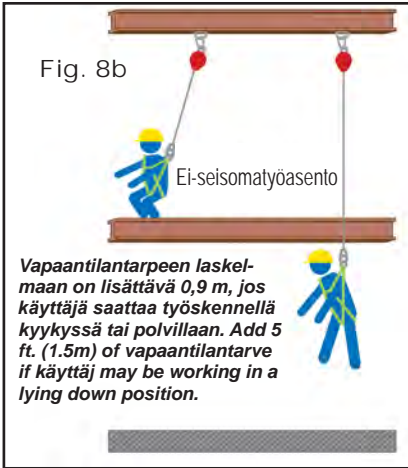 Fig. 8b
Ei-seisomatyöasento
Vapaantilantarpeen laskel-
maan on lisättävä 0,9 m, jos
käyttäjä saattaa työskennellä
kyykyssä tai polvillaan. Add 5
ft. (1.5m) of vapaantilantarve
if käyttäj may be working in a
lying down position.